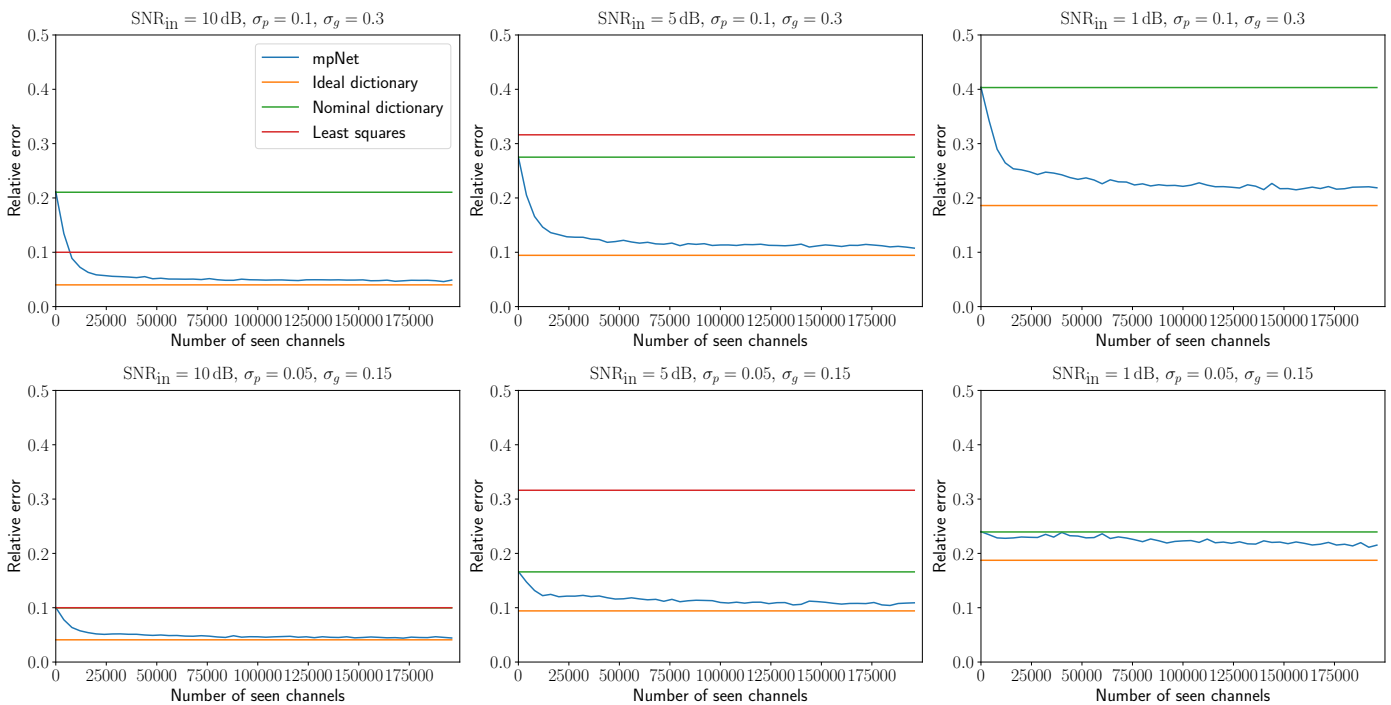 SNR_in = 10 dB, σ_p = 0.1, σ_g = 0.3
0.5
0.4
0.3
0.2
0.1
0.0
Relative error
mpNet
Ideal dictionary
Nominal dictionary
Least squares
0 25000 50000 75000 100000 125000 150000 175000
Number of seen channels
SNR_in = 5 dB, σ_p = 0.1, σ_g = 0.3
0.5
0.4
0.3
0.2
0.1
0.0
Relative error
0 25000 50000 75000 100000 125000 150000 175000
Number of seen channels
SNR_in = 1 dB, σ_p = 0.1, σ_g = 0.3
0.5
0.4
0.3
0.2
0.1
0.0
Relative error
0 25000 50000 75000 100000 125000 150000 175000
Number of seen channels
SNR_in = 10 dB, σ_p = 0.05, σ_g = 0.15
0.5
0.4
0.3
0.2
0.1
0.0
Relative error
0 25000 50000 75000 100000 125000 150000 175000
Number of seen channels
SNR_in = 5 dB, σ_p = 0.05, σ_g = 0.15
0.5
0.4
0.3
0.2
0.1
0.0
Relative error
0 25000 50000 75000 100000 125000 150000 175000
Number of seen channels
SNR_in = 1 dB, σ_p = 0.05, σ_g = 0.15
0.5
0.4
0.3
0.2
0.1
0.0
Relative error
0 25000 50000 75000 100000 125000 150000 175000
Number of seen channels